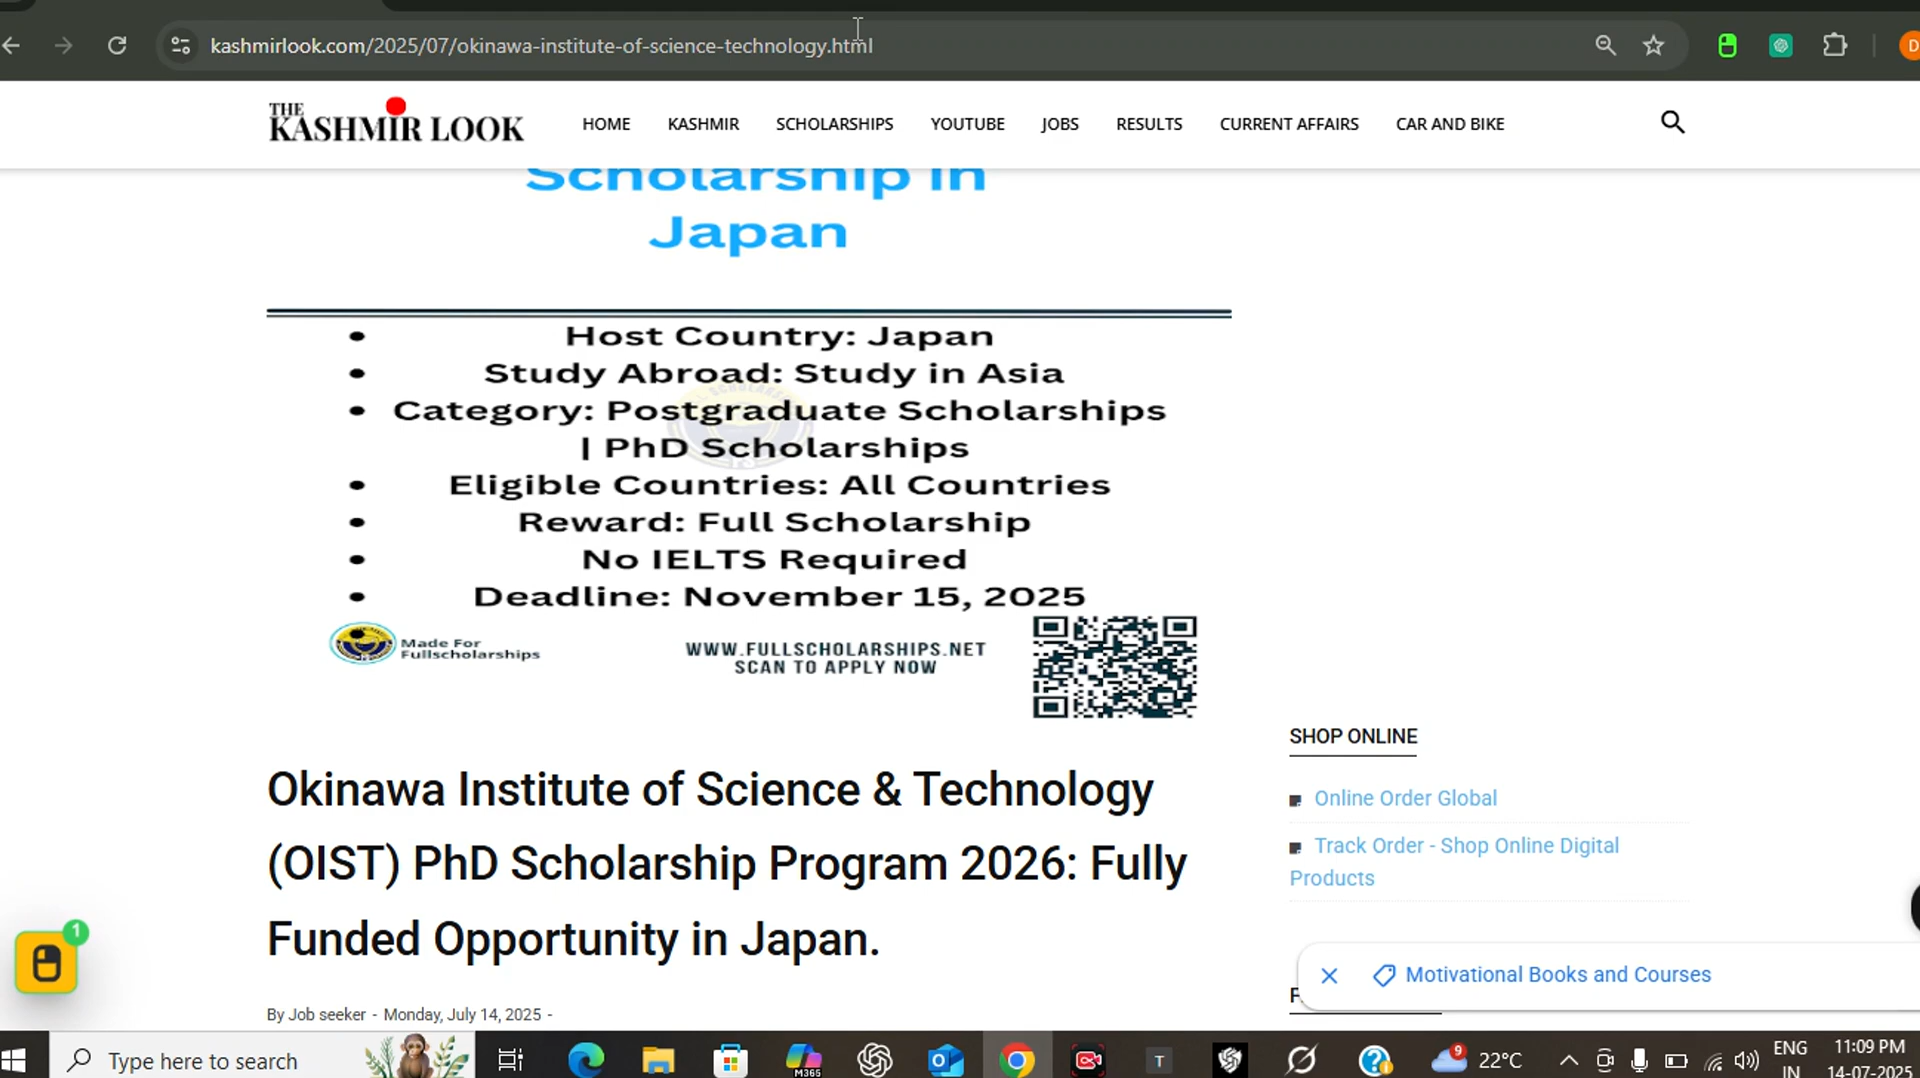 kashmirlook.com/2025/07/okinawa-institute-of-science-technology.html
D
THE
KASHMIR LOOK
HOME
KASHMIR
SCHOLARSHIPS
YOUTUBE
JOBS
RESULTS
CURRENT AFFAIRS
CAR AND BIKE
Scholarship in
Japan
• Host Country: Japan
• Study Abroad: Study in Asia
• Category: Postgraduate Scholarships
| PhD Scholarships
• Eligible Countries: All Countries
• Reward: Full Scholarship
• No IELTS Required
• Deadline: November 15, 2025
Made For
Fullscholarships
WWW.FULLSCHOLARSHIPS.NET
SCAN TO APPLY NOW
Okinawa Institute of Science & Technology
(OIST) PhD Scholarship Program 2026: Fully
Funded Opportunity in Japan.
By Job seeker - Monday, July 14, 2025 -
SHOP ONLINE
Online Order Global
Track Order - Shop Online Digital
Products
Motivational Books and Courses
1
Type here to search
M365
T
9
22°C
ENG
IN
11:09 PM
14-07-2025